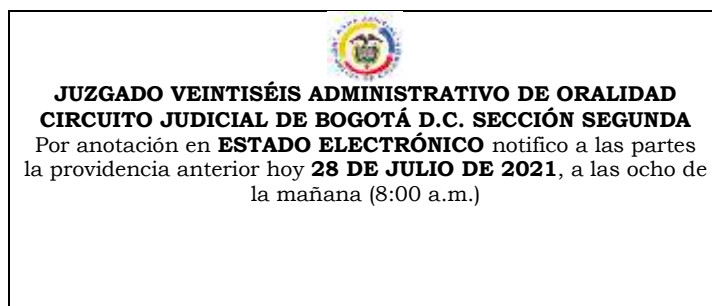 JUZGADO VEINTISÉIS ADMINISTRATIVO DE ORALIDAD
CIRCUITO JUDICIAL DE BOGOTÁ D.C. SECCIÓN SEGUNDA
Por anotación en ESTADO ELECTRÓNICO notifico a las partes
la providencia anterior hoy 28 DE JULIO DE 2021, a las ocho de
la mañana (8:00 a.m.)